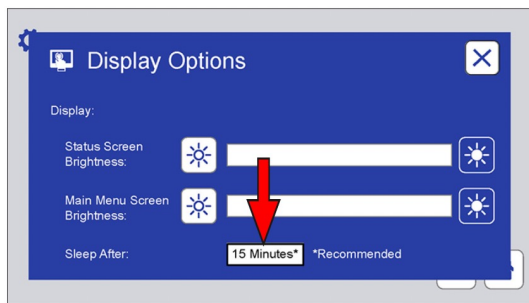 Display Options
Display:
Status Screen
Brightness:
Main Menu Screen
Brightness:
Sleep After:
15 Minutes*
*Recommended